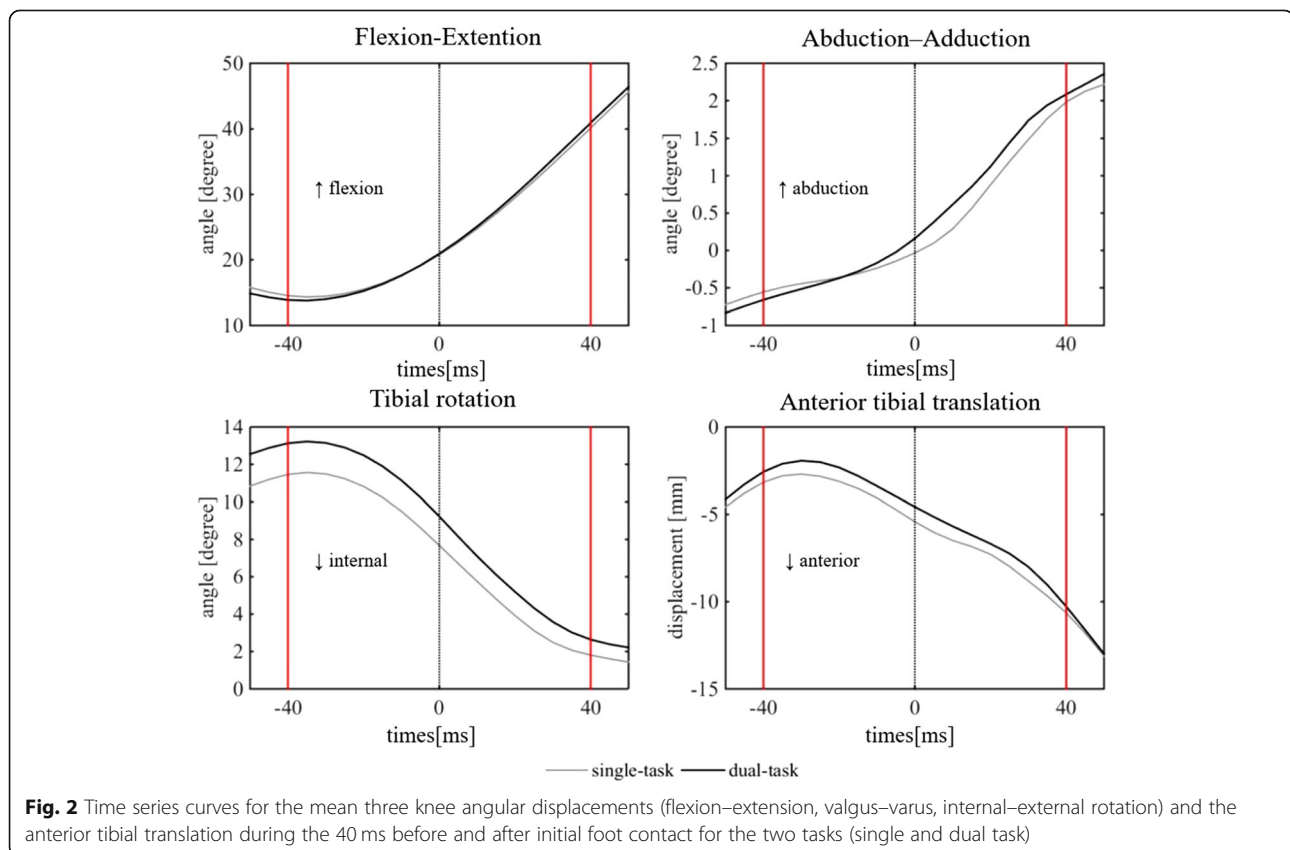 Flexion-Extention
50
40
30
20
10
angle [degree]
↑ flexion
-40
0
40
times[ms]
Abduction–Adduction
2.5
2
1.5
1
0.5
0
-0.5
-1
angle [degree]
↑ abduction
-40
0
40
times[ms]
Tibial rotation
14
12
10
8
6
4
2
0
angle [degree]
↓ internal
-40
0
40
times[ms]
Anterior tibial translation
0
-5
-10
-15
displacement [mm]
↓ anterior
-40
0
40
times[ms]
single-task dual-task
Fig. 2 Time series curves for the mean three knee angular displacements (flexion–extension, valgus–varus, internal–external rotation) and the
anterior tibial translation during the 40 ms before and after initial foot contact for the two tasks (single and dual task)